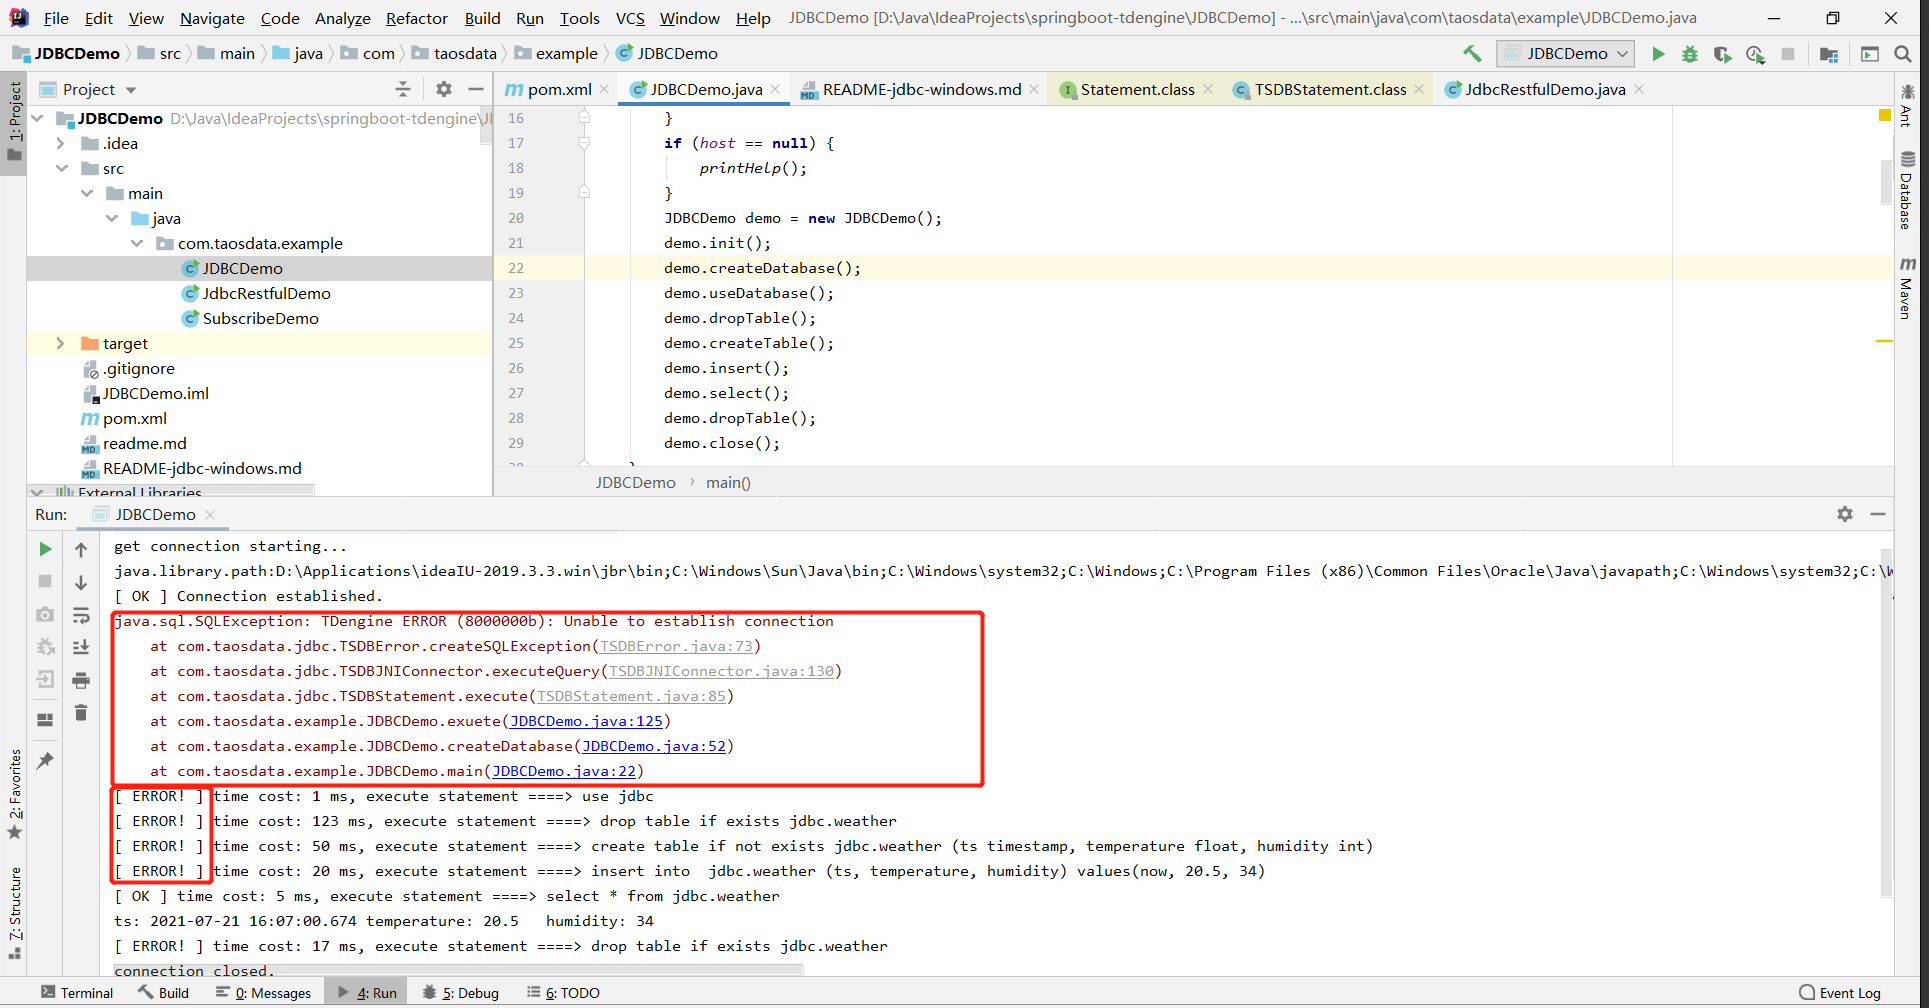 File Edit View Navigate Code Analyze Refactor Build Run Tools VCS Window Help JDBCDemo [D:\Java\IdeaProjects\springboot-tdengine\JDBCDemo] - ...\src\main\java\com\taosdata\example\JDBCDemo.java
JDBCDemo src main java com taosdata example JDBCDemo JDBCDemo
Project
pom.xml JDBCDemo.java README-jdbc-windows.md Statement.class TSDBStatement.class JdbcRestfulDemo.java
1: Project
JDBCDemo D:\Java\IdeaProjects\springboot-tdengine\J
.idea
src
main
java
com.taosdata.example
JDBCDemo
JdbcRestfulDemo
SubscribeDemo
target
.gitignore
JDBCDemo.iml
pom.xml
readme.md
README-jdbc-windows.md
External Libraries
16 }
17 if (host == null) {
18 printHelp();
19 }
20 JDBCDemo demo = new JDBCDemo();
21 demo.init();
22 demo.createDatabase();
23 demo.useDatabase();
24 demo.dropTable();
25 demo.createTable();
26 demo.insert();
27 demo.select();
28 demo.dropTable();
29 demo.close();
JDBCDemo main()
Ant
Database
Maven
Run: JDBCDemo
get connection starting...
java.library.path:D:\Applications\ideaIU-2019.3.3.win\jbr\bin;C:\Windows\Sun\Java\bin;C:\Windows\system32;C:\Windows;C:\Program Files (x86)\Common Files\Oracle\Java\javapath;C:\Windows\system32;C:\W
[ OK ] Connection established.
java.sql.SQLException: TDengine ERROR (8000000b): Unable to establish connection
at com.taosdata.jdbc.TSDBError.createSQLException(TSDBError.java:73)
at com.taosdata.jdbc.TSDBJNIConnector.executeQuery(TSDBJNIConnector.java:130)
at com.taosdata.jdbc.TSDBStatement.execute(TSDBStatement.java:85)
at com.taosdata.example.JDBCDemo.exuete(JDBCDemo.java:125)
at com.taosdata.example.JDBCDemo.createDatabase(JDBCDemo.java:52)
at com.taosdata.example.JDBCDemo.main(JDBCDemo.java:22)
[ ERROR! ] time cost: 1 ms, execute statement ====> use jdbc
[ ERROR! ] time cost: 123 ms, execute statement ====> drop table if exists jdbc.weather
[ ERROR! ] time cost: 50 ms, execute statement ====> create table if not exists jdbc.weather (ts timestamp, temperature float, humidity int)
[ ERROR! ] time cost: 20 ms, execute statement ====> insert into  jdbc.weather (ts, temperature, humidity) values(now, 20.5, 34)
[ OK ] time cost: 5 ms, execute statement ====> select * from jdbc.weather
ts: 2021-07-21 16:07:00.674 temperature: 20.5   humidity: 34
[ ERROR! ] time cost: 17 ms, execute statement ====> drop table if exists jdbc.weather
connection closed.
2: Favorites
7: Structure
Terminal Build 0: Messages 4: Run 5: Debug 6: TODO Event Log